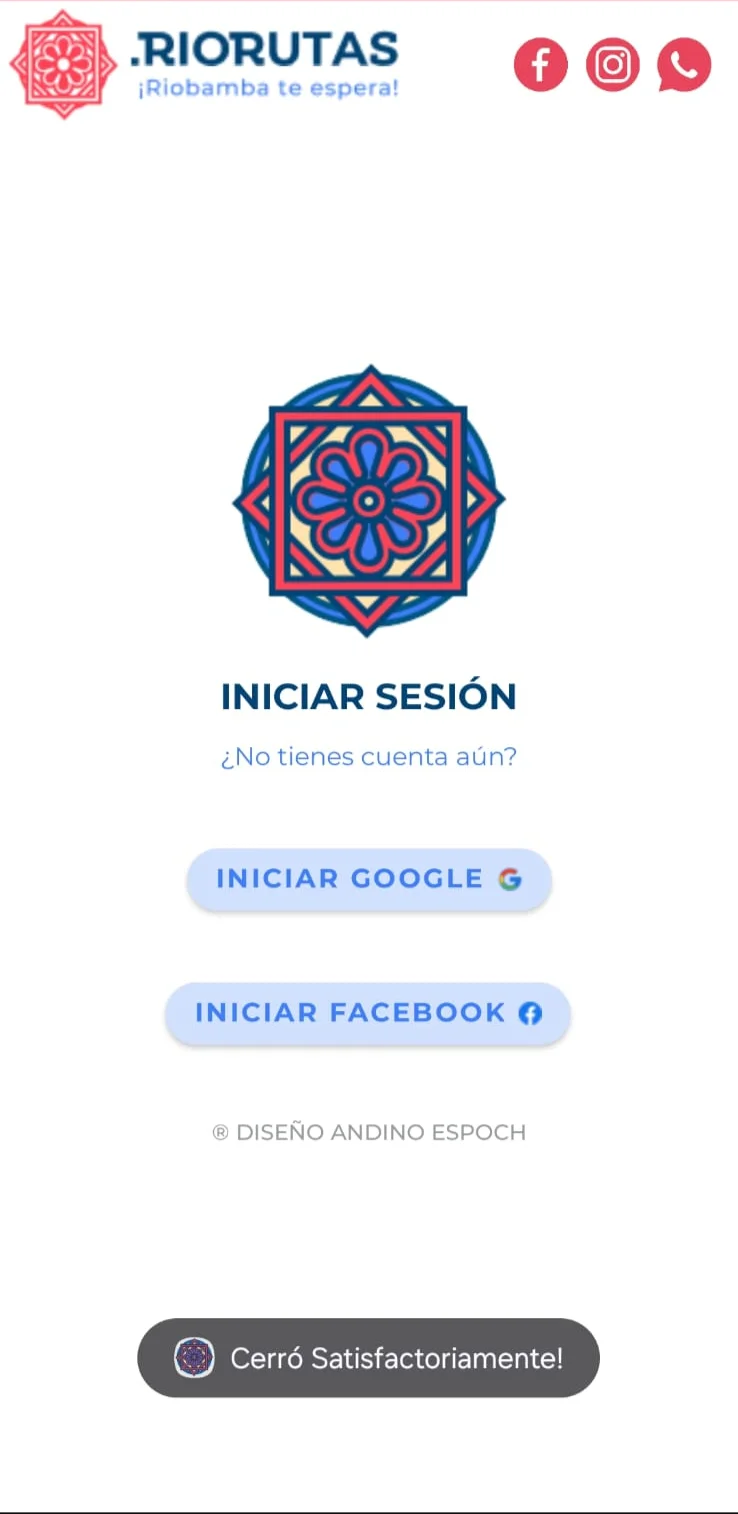 .RIORUTAS
¡Riobamba te espera!
INICIAR SESIÓN
¿No tienes cuenta aún?
INICIAR GOOGLE
INICIAR FACEBOOK
® DISEÑO ANDINO ESPOCH
Cerró Satisfactoriamente!